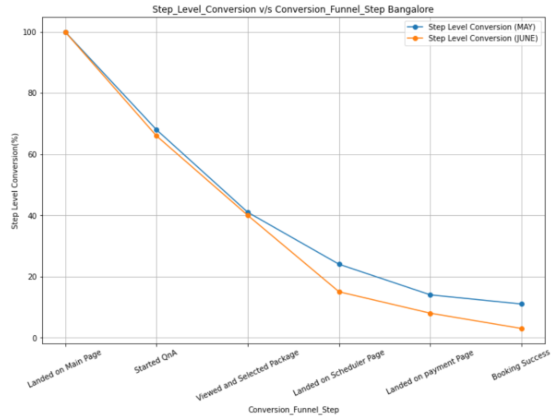 Step_Level_Conversion v/s Conversion_Funnel_Step Bangalore
Step Level Conversion (MAY)
Step Level Conversion (JUNE)
Step Level Conversion(%)
100
80
60
40
20
0
Landed on Main Page
Started QnA
Viewed and Selected Package
Landed on Scheduler Page
Landed on payment Page
Booking Success
Conversion_Funnel_Step